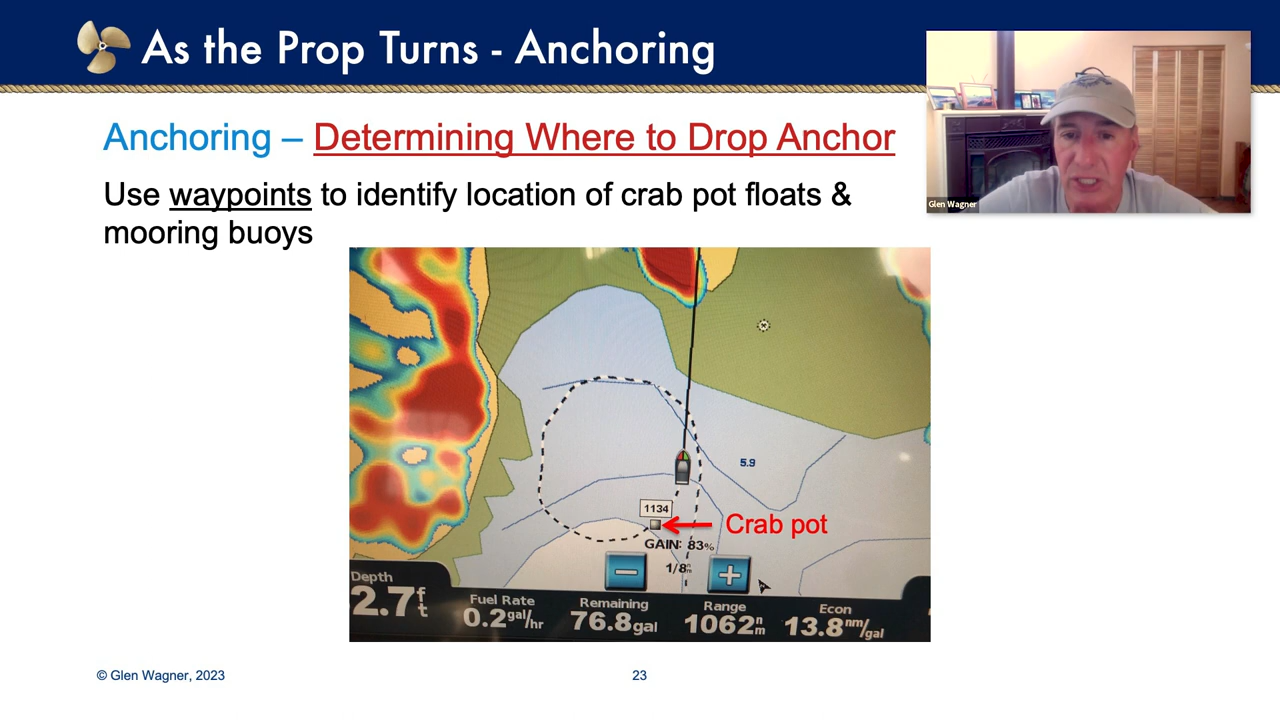 As the Prop Turns - Anchoring
Glen Wagner
Anchoring – Determining Where to Drop Anchor
Use waypoints to identify location of crab pot floats &
mooring buoys
5.9
1134
Crab pot
GAIN: 83%
1/8nm
Depth
2.7ft
Fuel Rate
0.2gal/hr
Remaining
76.8gal
Range
1062nm
Econ
13.8nm/gal
© Glen Wagner, 2023
23